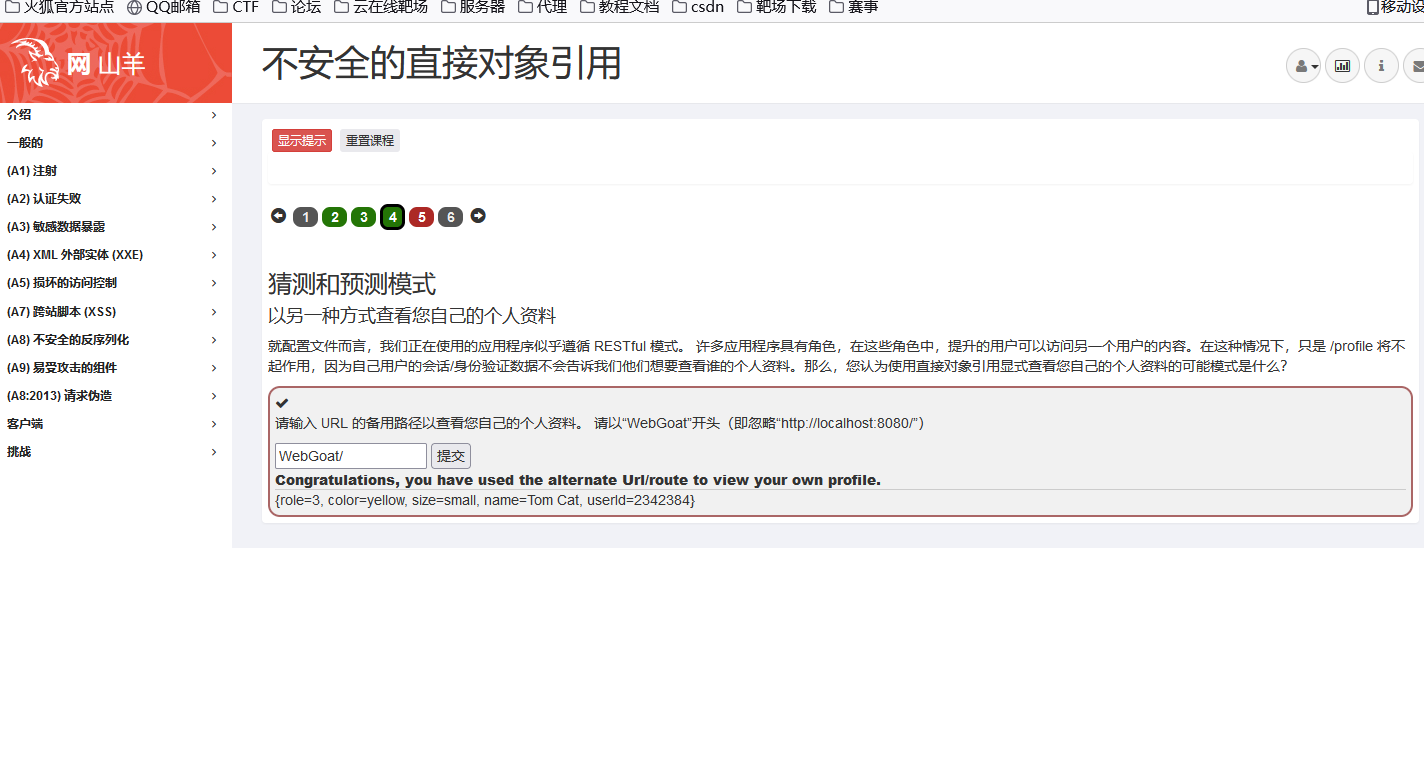 火狐官方站点 QQ邮箱 CTF 论坛 云在线靶场 服务器 代理 教程文档 csdn 靶场下载 赛事 移动设
网 山羊
不安全的直接对象引用
介绍
一般的
(A1) 注射
(A2) 认证失败
(A3) 敏感数据暴露
(A4) XML 外部实体 (XXE)
(A5) 损坏的访问控制
(A7) 跨站脚本 (XSS)
(A8) 不安全的反序列化
(A9) 易受攻击的组件
(A8:2013) 请求伪造
客户端
挑战
显示提示 重置课程
1 2 3 4 5 6
猜测和预测模式
以另一种方式查看您自己的个人资料
就配置文件而言，我们正在使用的应用程序似乎遵循 RESTful 模式。 许多应用程序具有角色，在这些角色中，提升的用户可以访问另一个用户的内容。在这种情况下，只是 /profile 将不
起作用，因为自己用户的会话/身份验证数据不会告诉我们他们想要查看谁的个人资料。那么，您认为使用直接对象引用显式查看您自己的个人资料的可能模式是什么？
请输入 URL 的备用路径以查看您自己的个人资料。 请以“WebGoat”开头（即忽略“http://localhost:8080/”）
WebGoat/ 提交
Congratulations, you have used the alternate Url/route to view your own profile.
{role=3, color=yellow, size=small, name=Tom Cat, userId=2342384}